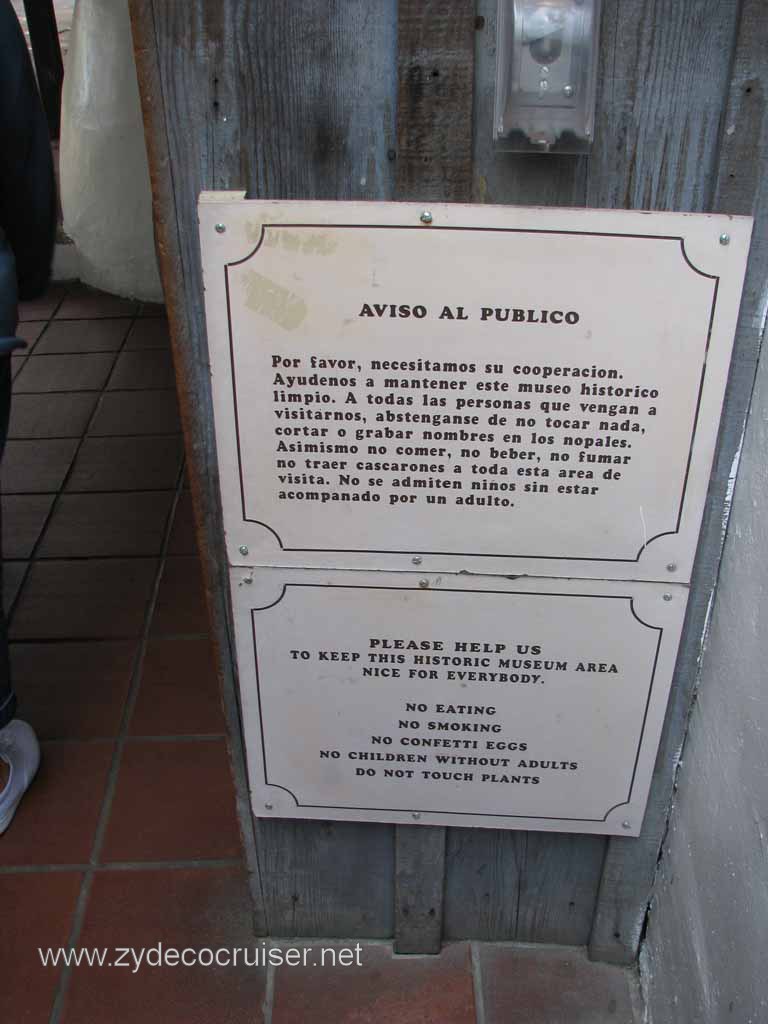 AVISO AL PUBLICO
Por favor, necesitamos su cooperacion.
Ayudenos a mantener este museo historico
limpio. A todas las personas que vengan a
visitarnos, abstenganse de no tocar nada,
cortar o grabar nombres en los nopales.
Asimismo no comer, no beber, no fumar
no traer cascarones a toda esta area de
visita. No se admiten niños sin estar
acompanado por un adulto.
PLEASE HELP US
TO KEEP THIS HISTORIC MUSEUM AREA
NICE FOR EVERYBODY.
NO EATING
NO SMOKING
NO CONFETTI EGGS
NO CHILDREN WITHOUT ADULTS
DO NOT TOUCH PLANTS
www.zydecocruiser.net